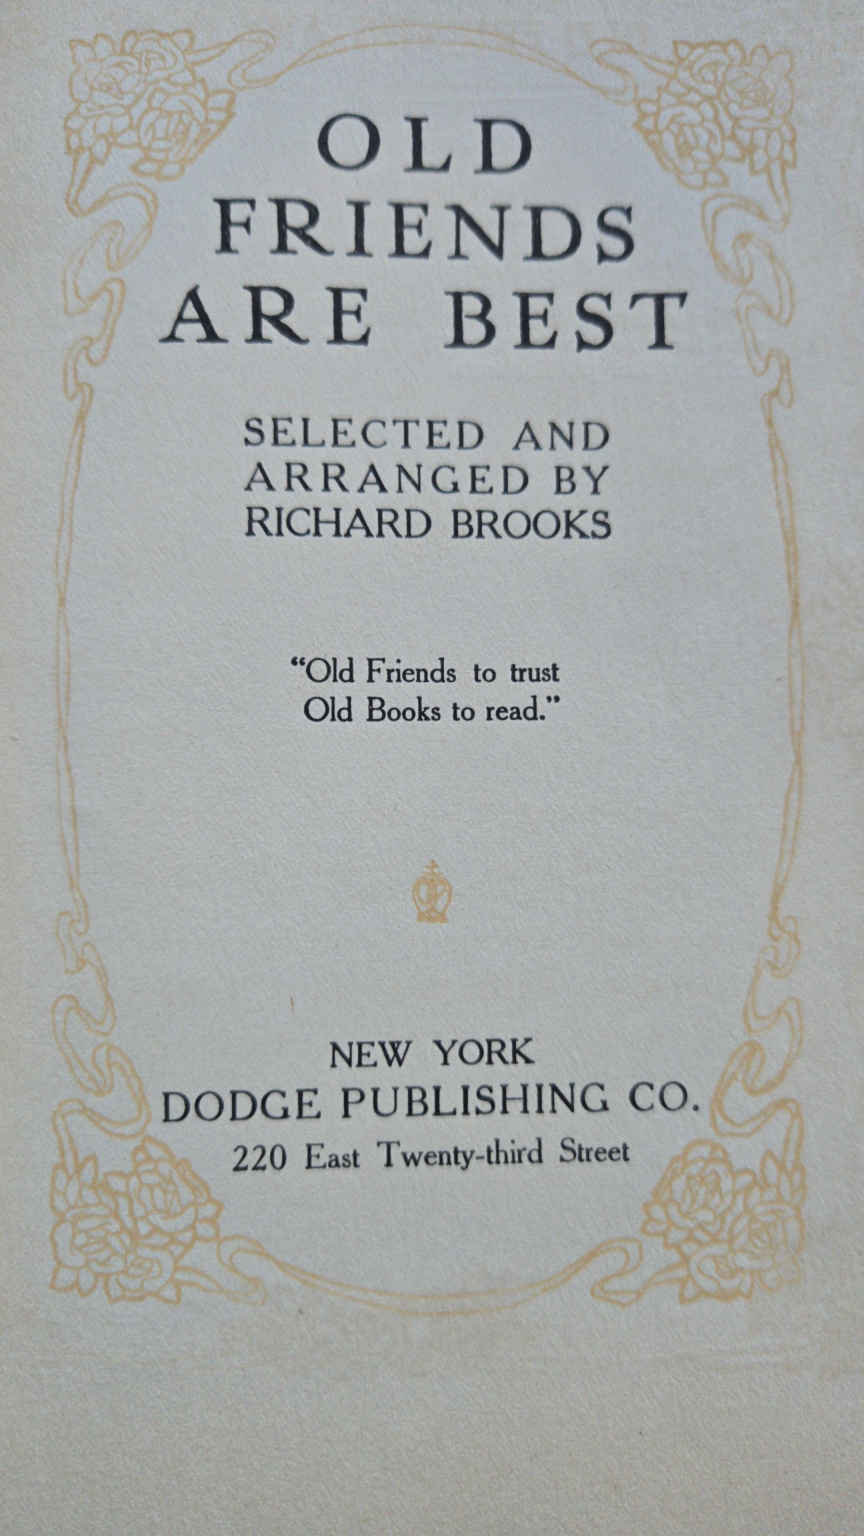 OLD
FRIENDS
ARE BEST
SELECTED AND
ARRANGED BY
RICHARD BROOKS
“Old Friends to trust
Old Books to read.”
NEW YORK
DODGE PUBLISHING CO.
220 East Twenty-third Street